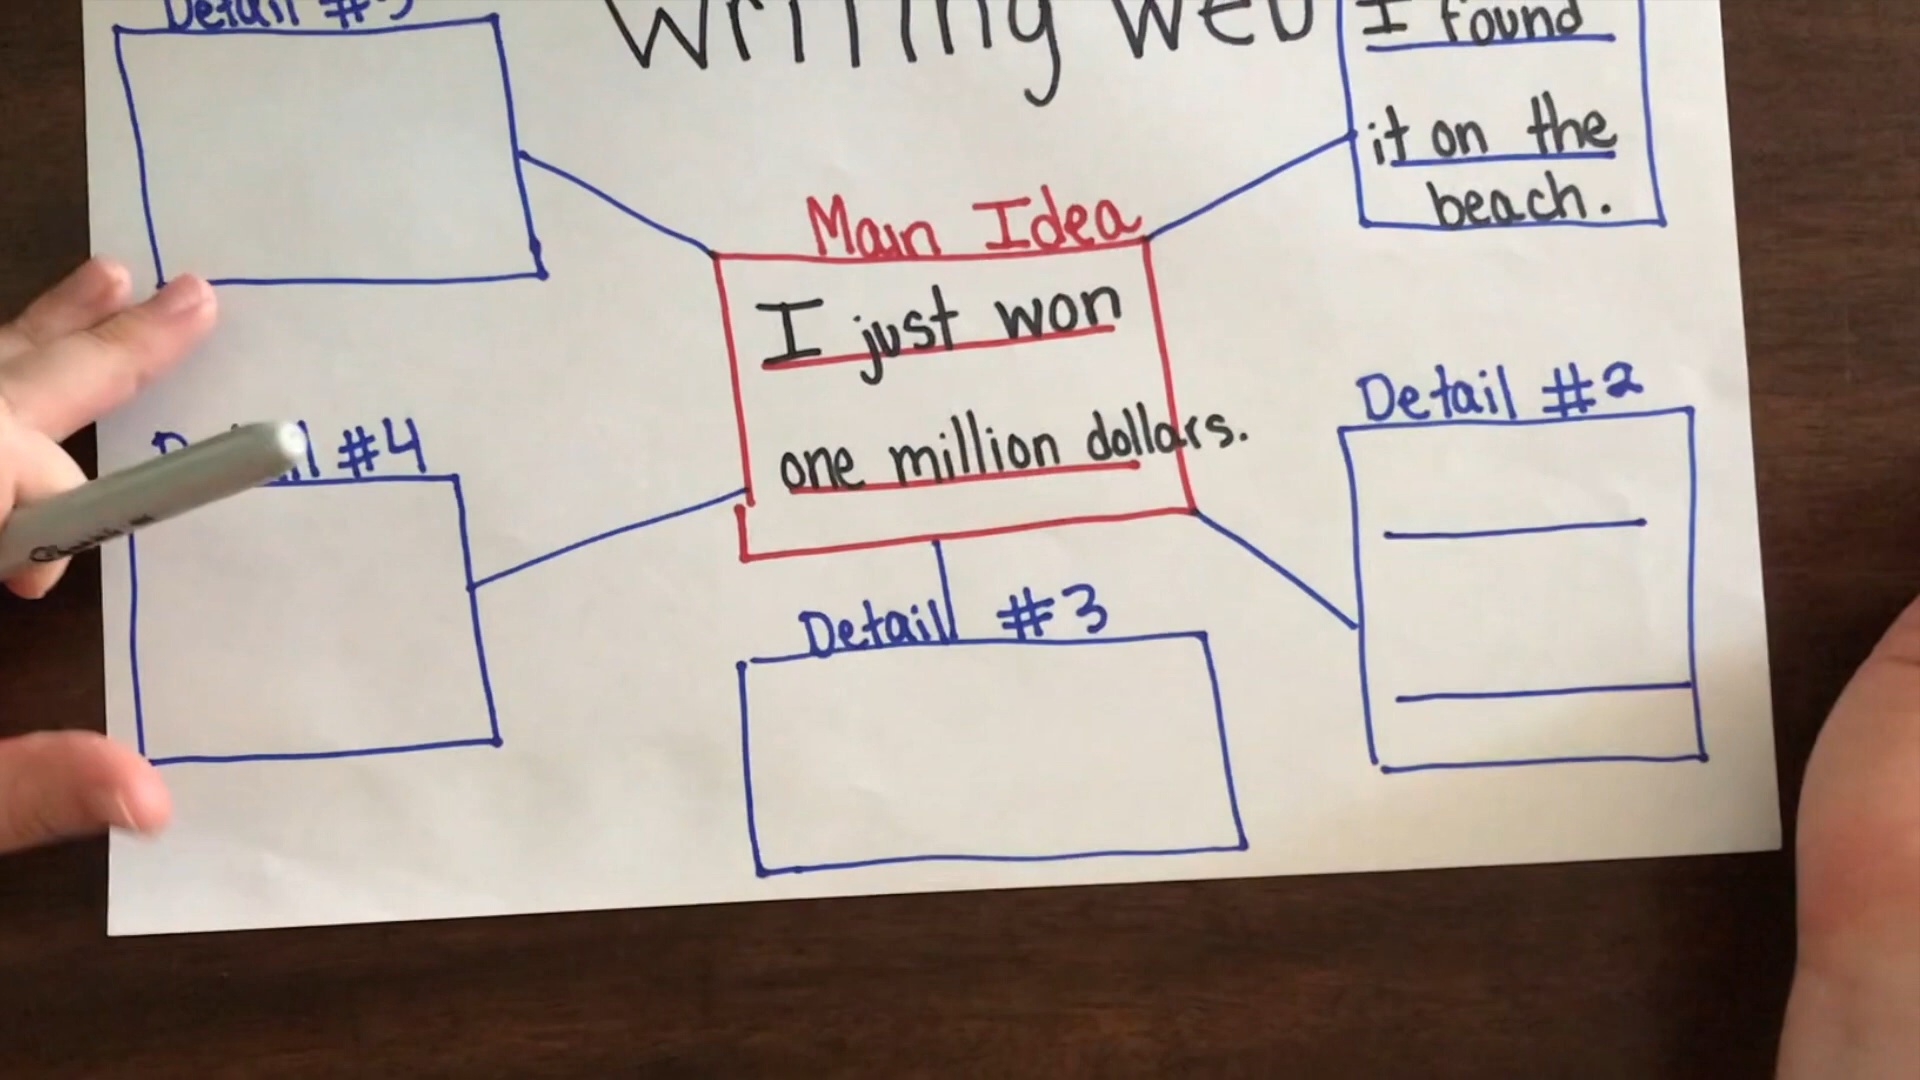 Detail #5
Writing Web
I found
it on the
beach.
Main Idea
I just won
one million dollars.
Detail #2
#4
Detail #3